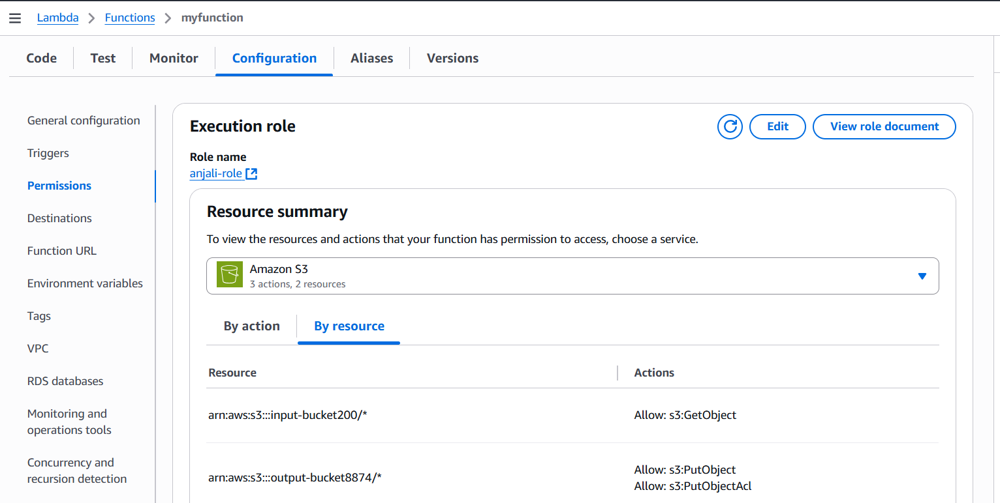 Lambda > Functions > myfunction
Code Test Monitor Configuration Aliases Versions
General configuration
Triggers
Permissions
Destinations
Function URL
Environment variables
Tags
VPC
RDS databases
Monitoring and
operations tools
Concurrency and
recursion detection
Execution role
Edit View role document
Role name
anjali-role
Resource summary
To view the resources and actions that your function has permission to access, choose a service.
Amazon S3
3 actions, 2 resources
By action By resource
Resource Actions
arn:aws:s3:::input-bucket200/* Allow: s3:GetObject
arn:aws:s3:::output-bucket8874/* Allow: s3:PutObject
Allow: s3:PutObjectAcl